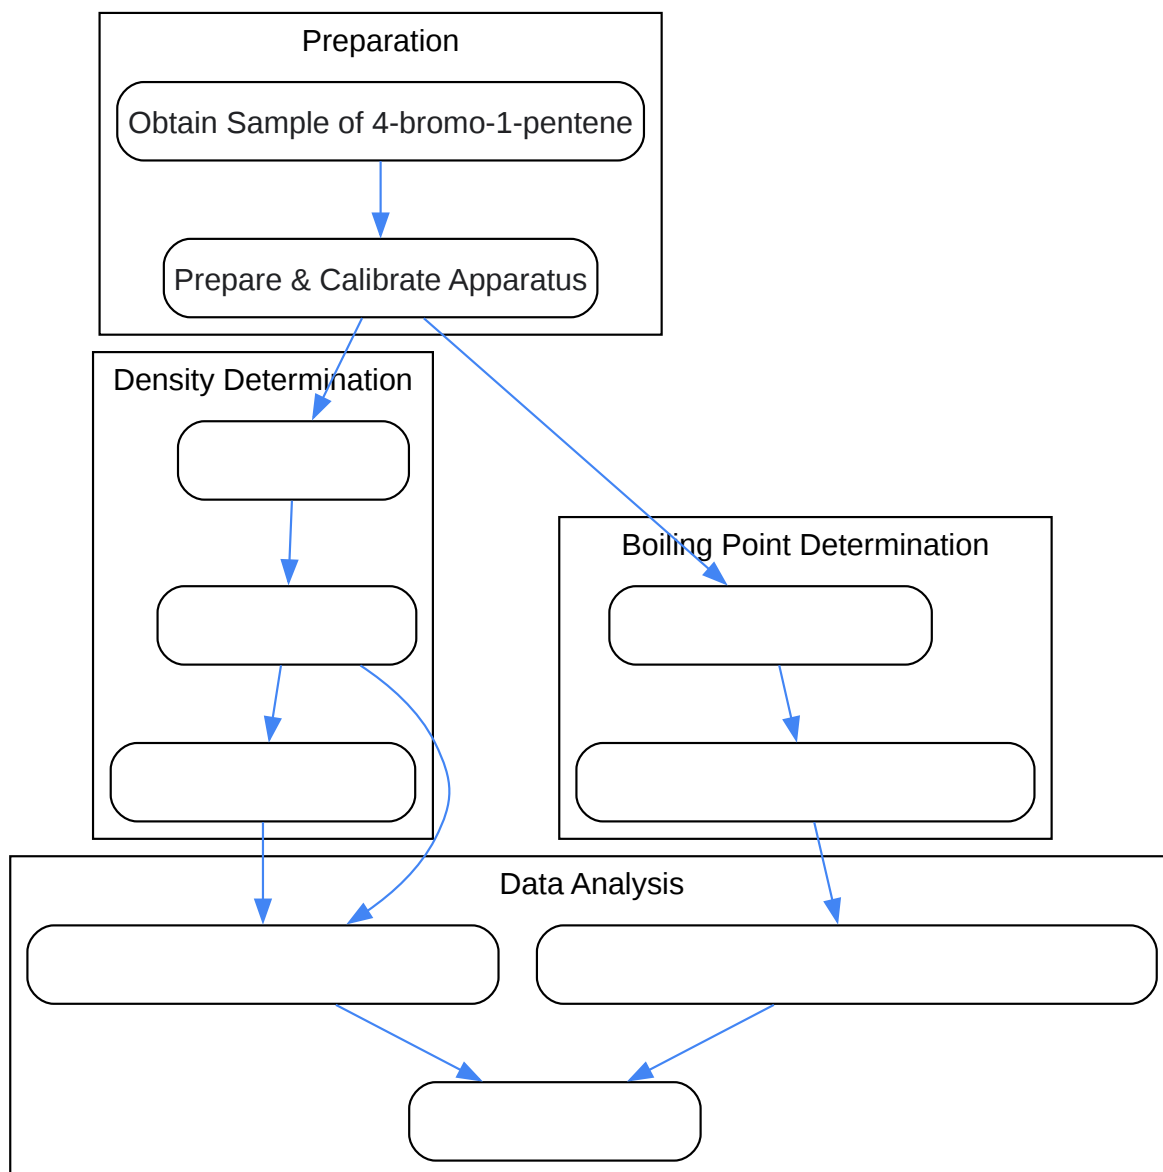 Preparation
Obtain Sample of 4-bromo-1-pentene
Prepare & Calibrate Apparatus
Density Determination
Boiling Point Determination
Data Analysis